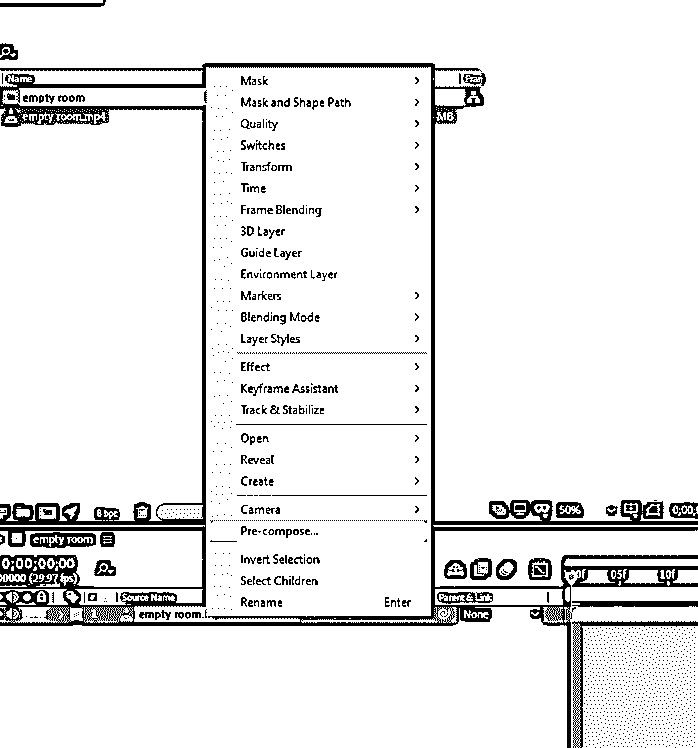 Name
empty room
empty room.mp4
MB
Mask
Mask and Shape Path
Quality
Switches
Transform
Time
Frame Blending
3D Layer
Guide Layer
Environment Layer
Markers
Blending Mode
Layer Styles
Effect
Keyframe Assistant
Track & Stabilize
Open
Reveal
Create
Camera
Pre-compose...
Invert Selection
Select Children
Rename Enter
8 bpc
50%
empty room
0;00;00;00
(29.97 fps)
05f 10f
Source Name
Parent & Link
1 empty room.
None